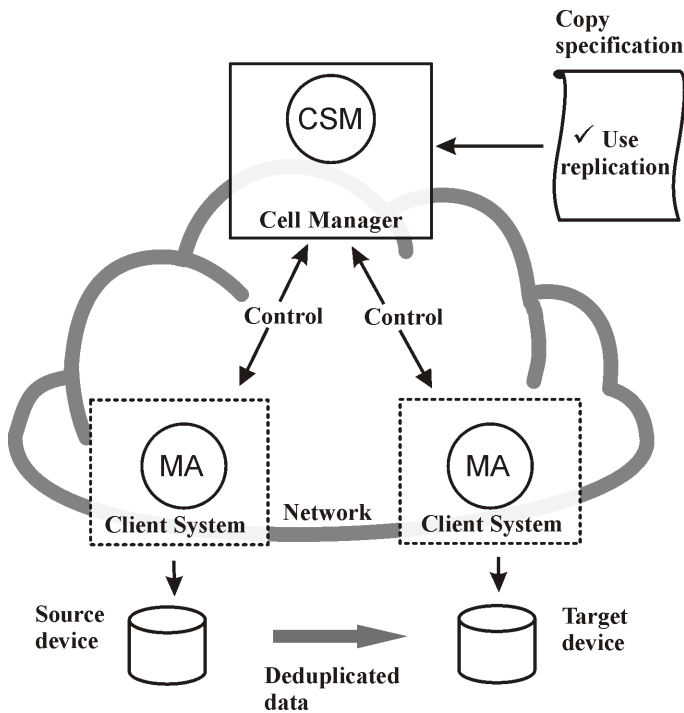 Copy
specification
✓ Use
replication
CSM
Cell Manager
Control
Control
MA
Client System
Network
MA
Client System
Source
device
Target
device
Deduplicated
data